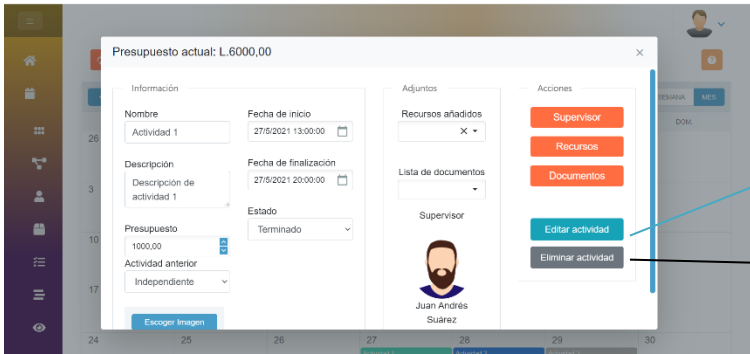 Presupuesto actual: L.6000,00
×
Información
Nombre
Actividad 1
Descripción
Descripción de
actividad 1
Presupuesto
1000,00
Actividad anterior
Independiente
Escoger Imagen
Fecha de inicio
27/5/2021 13:00:00
Fecha de finalización
27/5/2021 20:00:00
Estado
Terminado
Adjuntos
Recursos añadidos
Lista de documentos
Supervisor
Juan Andrés
Suárez
Acciones
Supervisor
Recursos
Documentos
Editar actividad
Eliminar actividad
SEMANA MES
DOM.
26
3
10
17
24 25 26 27 28 29 30